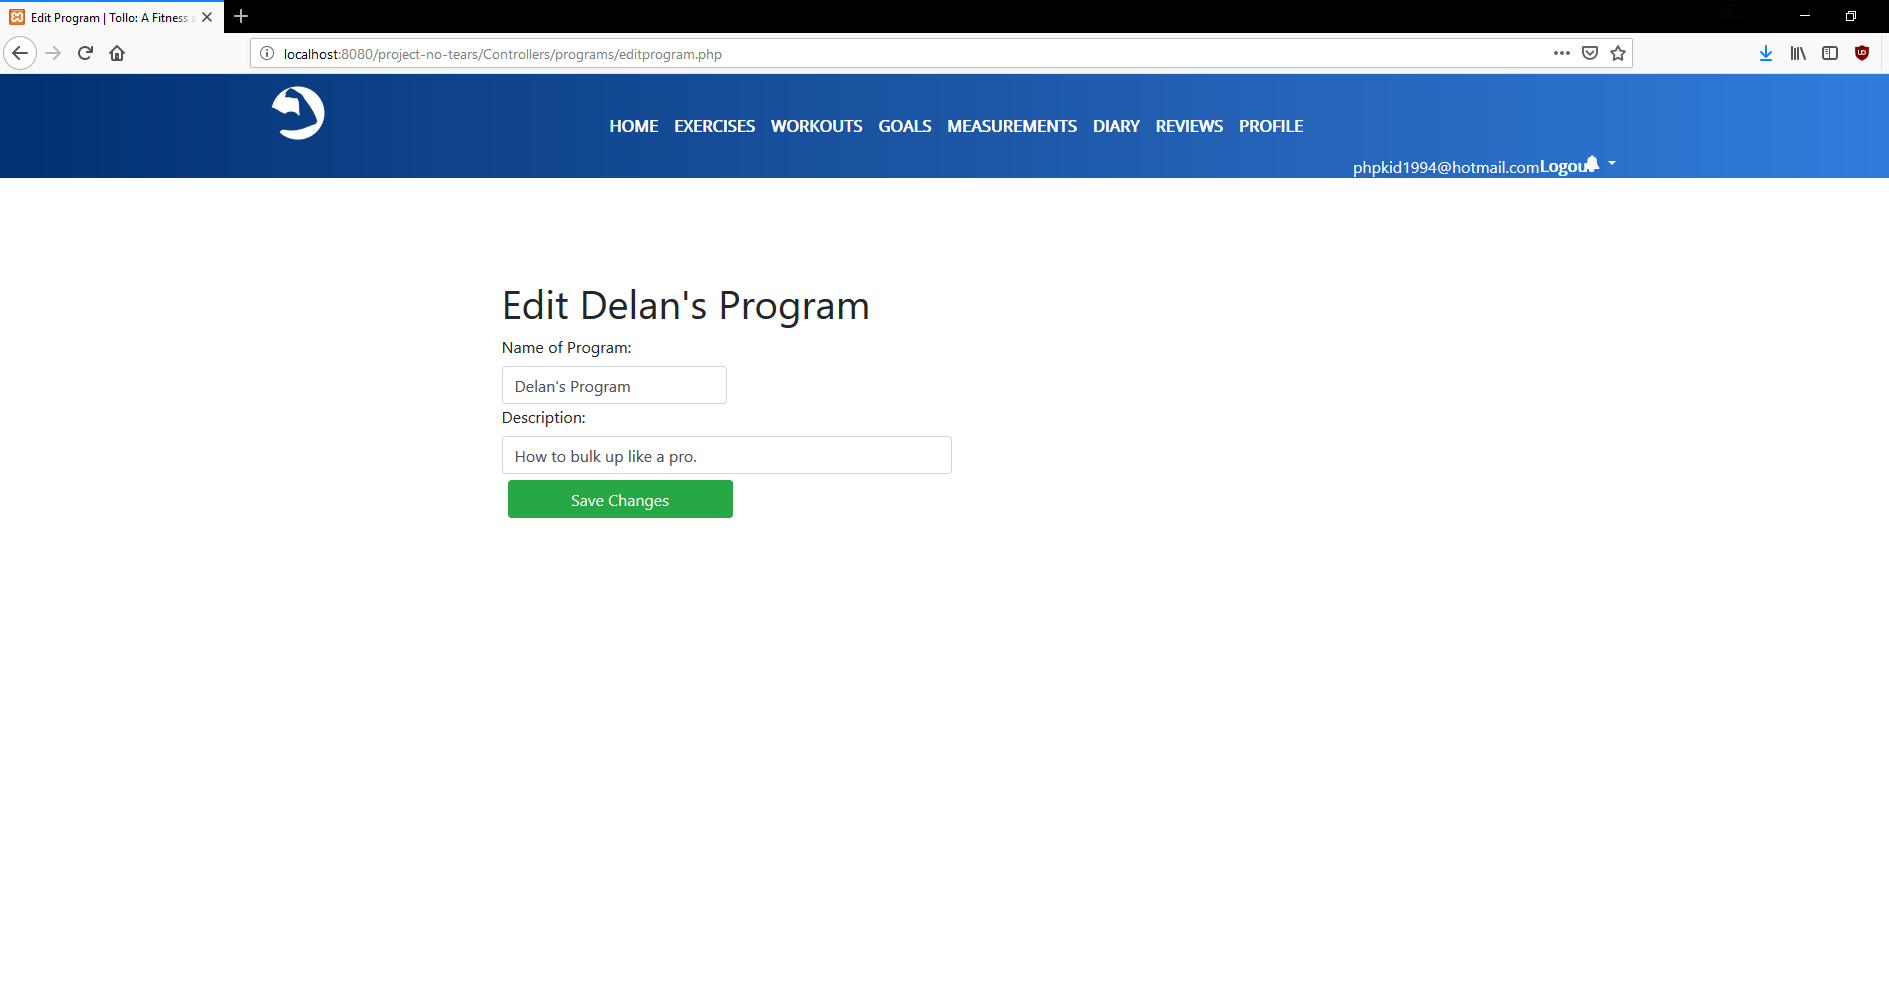 Edit Program | Tollo: A Fitness a
localhost:8080/project-no-tears/Controllers/programs/editprogram.php
HOME EXERCISES WORKOUTS GOALS MEASUREMENTS DIARY REVIEWS PROFILE
phpkid1994@hotmail.comLogout
Edit Delan's Program
Name of Program:
Delan's Program
Description:
How to bulk up like a pro.
Save Changes